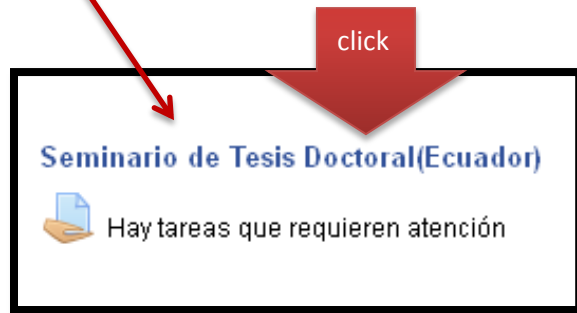 click
Seminario de Tesis Doctoral(Ecuador)
Hay tareas que requieren atención